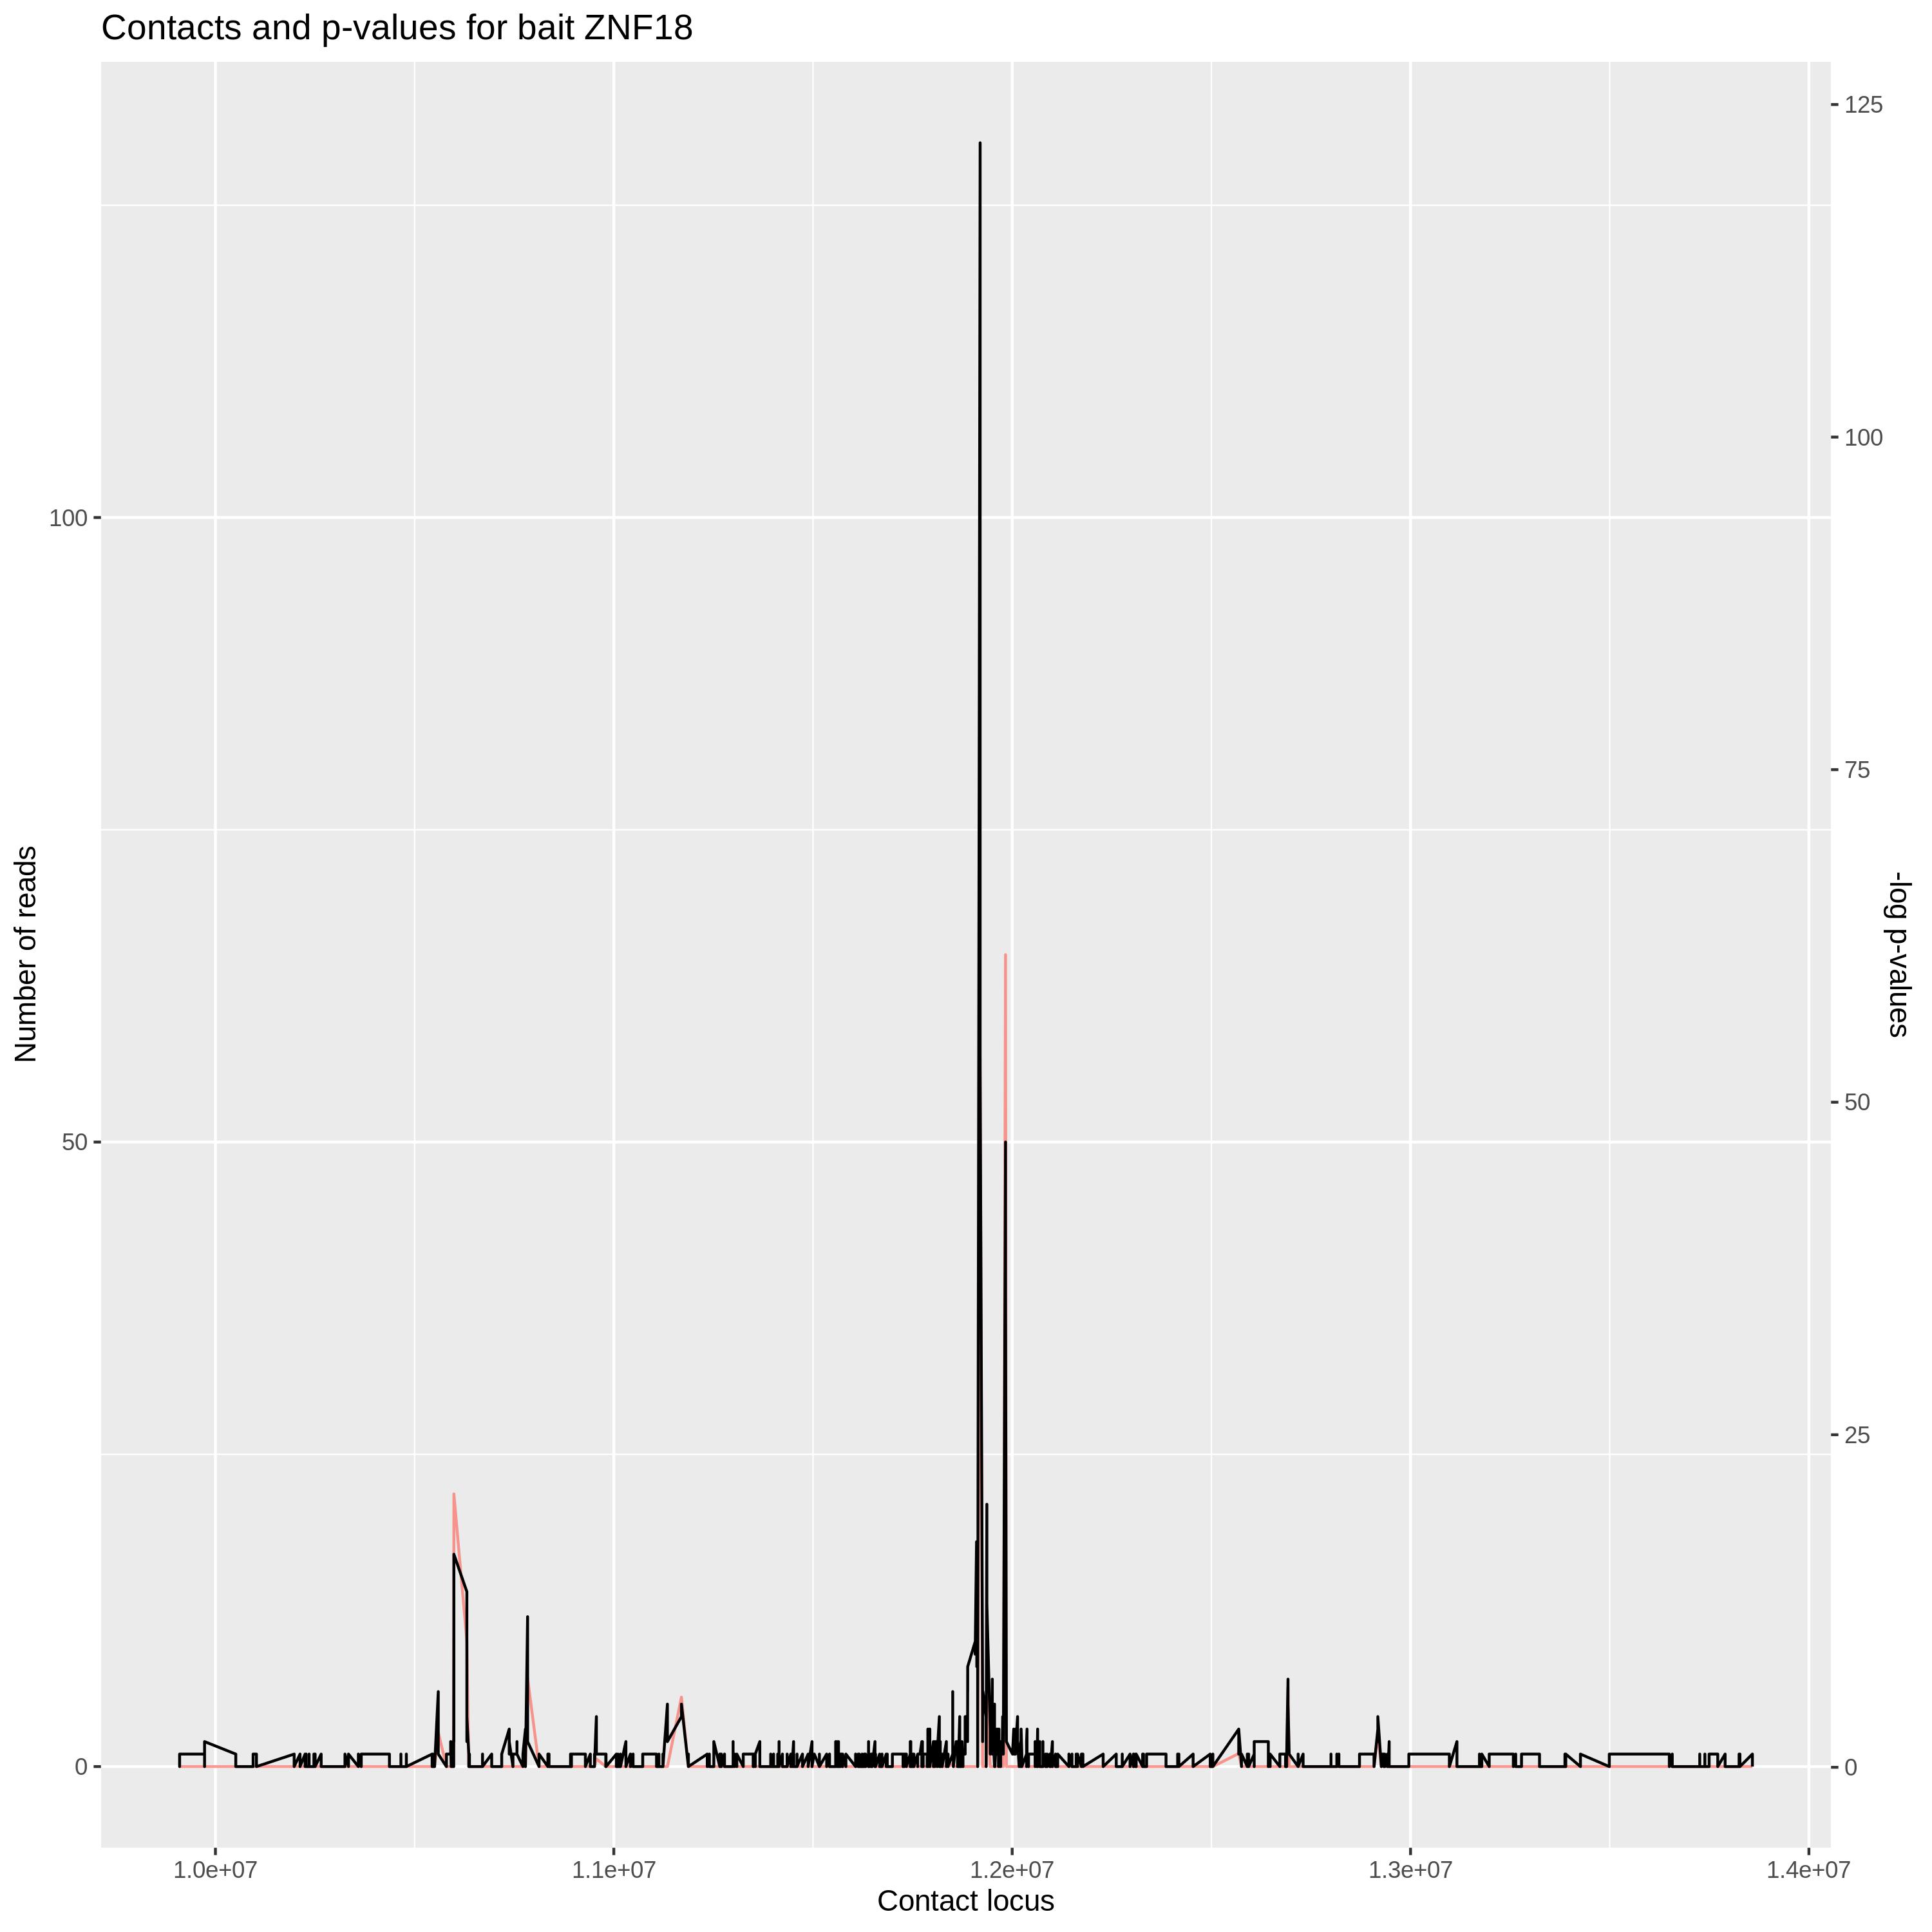 Contacts and p-values for bait ZNF18
Number of reads
100
50
0
125
100
75
50
25
0
-log p-values
1.0e+07 1.1e+07 1.2e+07 1.3e+07 1.4e+07
Contact locus